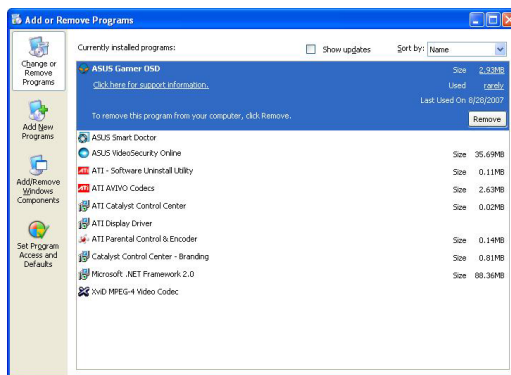 Add or Remove Programs
Change or
Remove
Programs
Add New
Programs
Add/Remove
Windows
Components
Set Program
Access and
Defaults
Currently installed programs:
Show updates
Sort by: Name
ASUS Gamer OSD Size 2.93MB
Click here for support information. Used rarely
Last Used On 8/28/2007
To remove this program from your computer, click Remove. Remove
ASUS Smart Doctor
ASUS VideoSecurity Online Size 35.69MB
ATI - Software Uninstall Utility Size 0.11MB
ATI AVIVO Codecs Size 2.63MB
ATI Catalyst Control Center Size 0.02MB
ATI Display Driver
ATI Parental Control & Encoder Size 0.14MB
Catalyst Control Center - Branding Size 0.81MB
Microsoft .NET Framework 2.0 Size 88.36MB
XviD MPEG-4 Video Codec